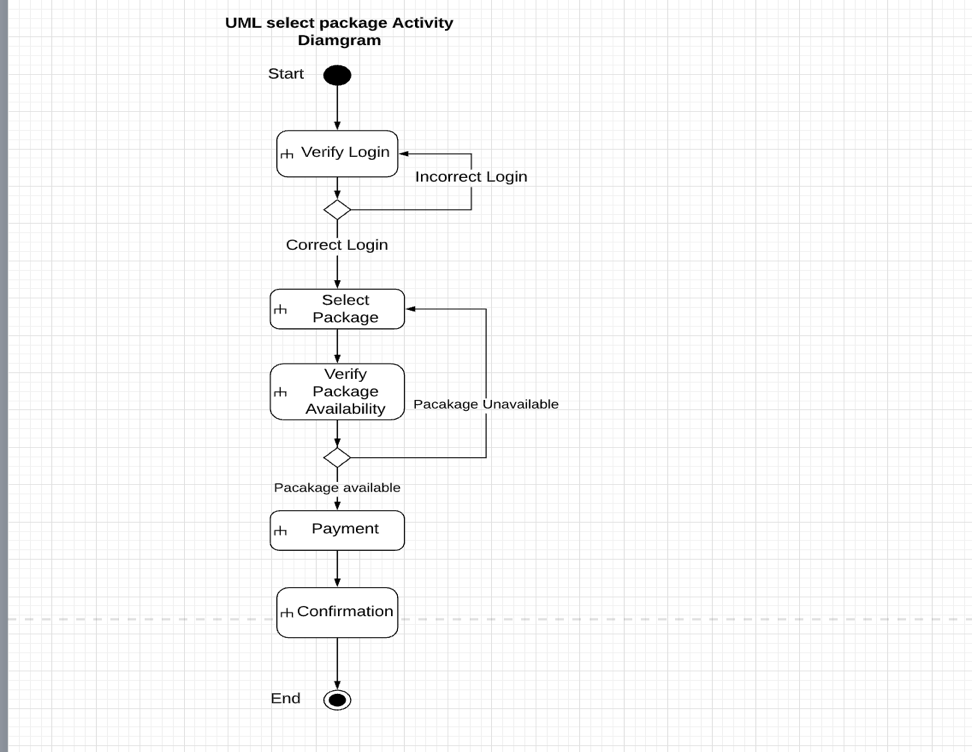 UML select package Activity
Diamgram
Start
Verify Login
Incorrect Login
Correct Login
Select
Package
Verify
Package
Availability
Pacakage Unavailable
Pacakage available
Payment
Confirmation
End